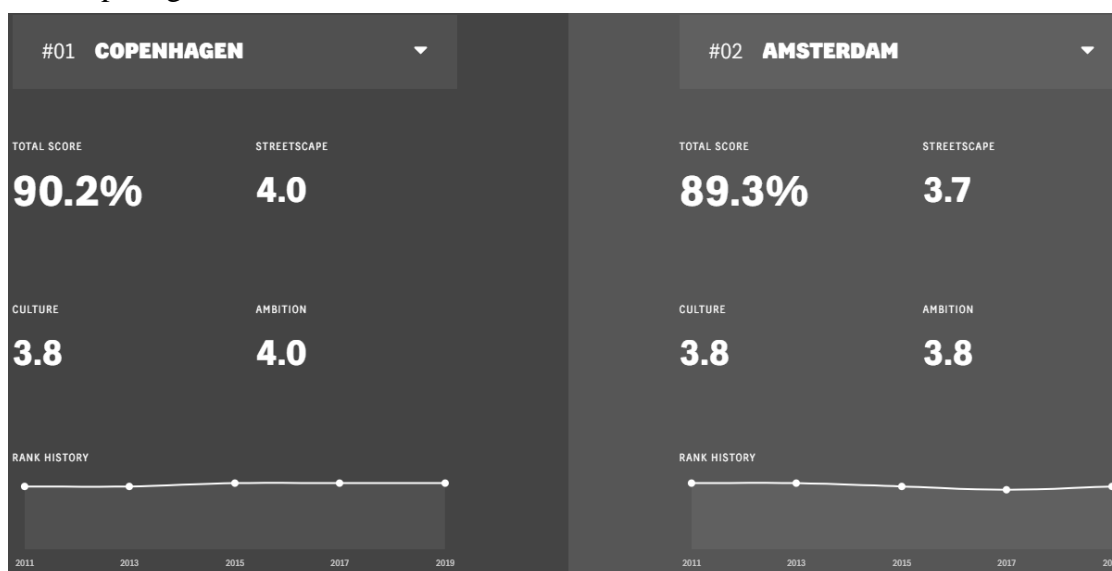 #01 COPENHAGEN
TOTAL SCORE
90.2%
STREETSCAPE
4.0
CULTURE
3.8
AMBITION
4.0
RANK HISTORY
2011 2013 2015 2017 2019
#02 AMSTERDAM
TOTAL SCORE
89.3%
STREETSCAPE
3.7
CULTURE
3.8
AMBITION
3.8
RANK HISTORY
2011 2013 2015 2017